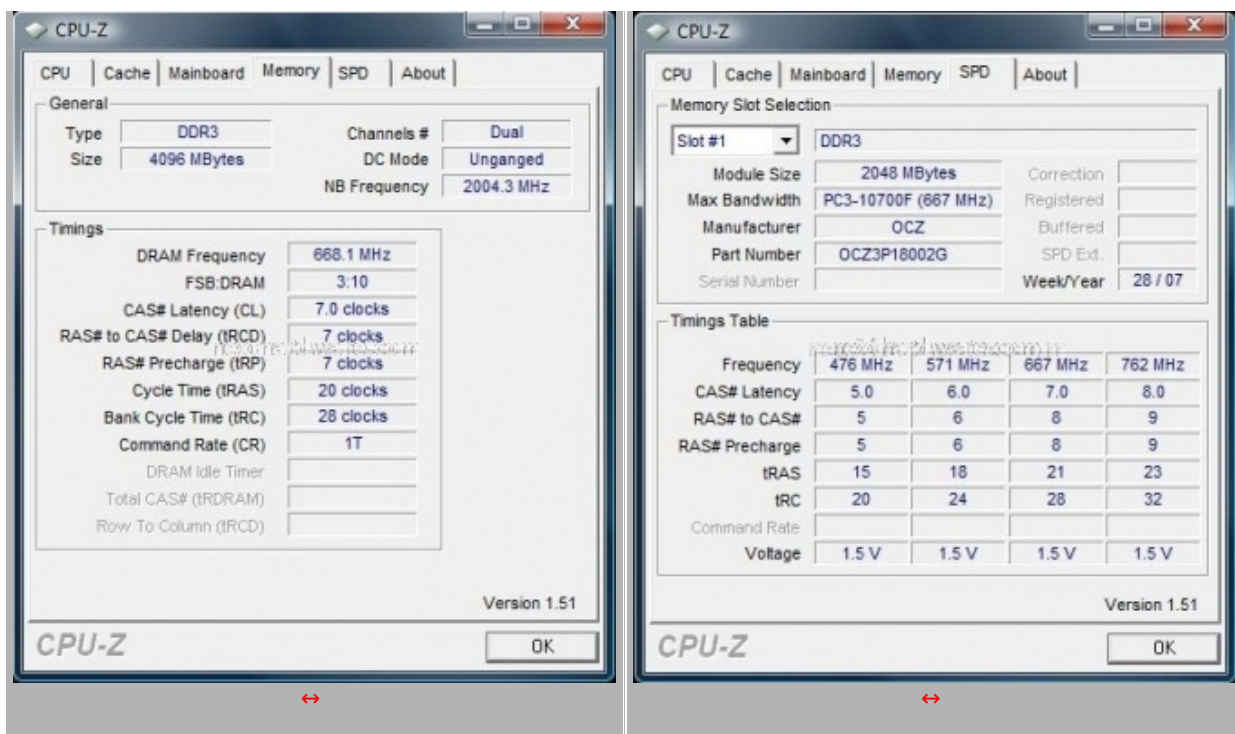 CPU-Z
CPU Cache Mainboard Memory SPD About
General
Type DDR3 Channels # Dual
Size 4096 MBytes DC Mode Unganged
NB Frequency 2004.3 MHz
Timings
DRAM Frequency 668.1 MHz
FSB:DRAM 3:10
CAS# Latency (CL) 7.0 clocks
RAS# to CAS# Delay (tRCD) 7 clocks
RAS# Precharge (tRP) 7 clocks
Cycle Time (tRAS) 20 clocks
Bank Cycle Time (tRC) 28 clocks
Command Rate (CR) 1T
DRAM Idle Timer
Total CAS# (tRDRAM)
Row To Column (tRCD)
Version 1.51
CPU-Z OK
CPU-Z
CPU Cache Mainboard Memory SPD About
Memory Slot Selection
Slot #1 DDR3
Module Size 2048 MBytes Correction
Max Bandwidth PC3-10700F (667 MHz) Registered
Manufacturer OCZ Buffered
Part Number OCZ3P18002G SPD Ext.
Serial Number Week/Year 28 / 07
Timings Table
Frequency 476 MHz 571 MHz 667 MHz 762 MHz
CAS# Latency 5.0 6.0 7.0 8.0
RAS# to CAS# 5 6 8 9
RAS# Precharge 5 6 8 9
tRAS 15 18 21 23
tRC 20 24 28 32
Command Rate
Voltage 1.5 V 1.5 V 1.5 V 1.5 V
Version 1.51
CPU-Z OK